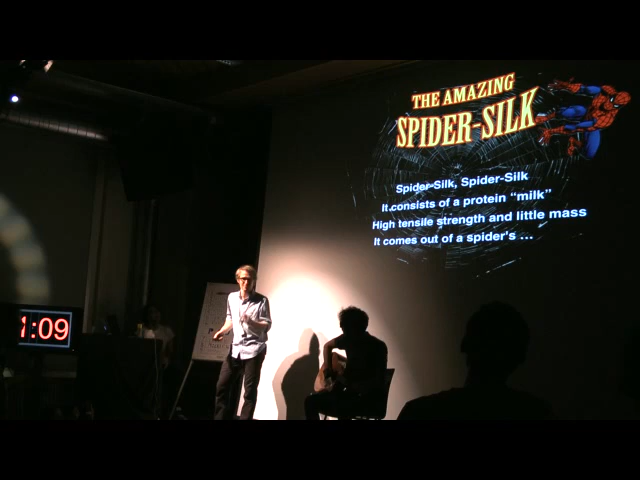 THE AMAZING
SPIDER-SILK
Spider-Silk, Spider-Silk
It consists of a protein “milk”
High tensile strength and little mass
It comes out of a spider's ...
1:09